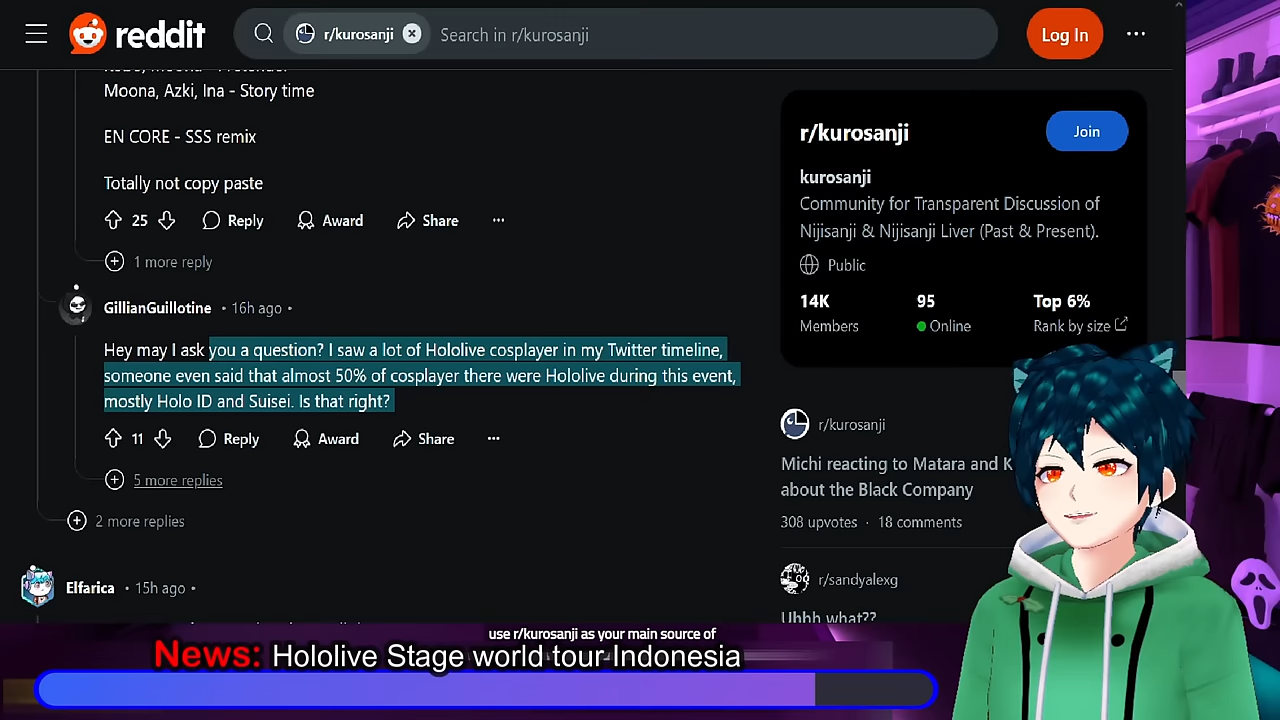 reddit
r/kurosanji
Search in r/kurosanji
Log In
Moona, Azki, Ina - Story time
EN CORE - SSS remix
Totally not copy paste
25
Reply
Award
Share
1 more reply
GillianGuillotine • 16h ago •
Hey may I ask you a question? I saw a lot of Hololive cosplayer in my Twitter timeline,
someone even said that almost 50% of cosplayer there were Hololive during this event,
mostly Holo ID and Suisei. Is that right?
11
Reply
Award
Share
5 more replies
2 more replies
Elfarica • 15h ago •
r/kurosanji
Join
kurosanji
Community for Transparent Discussion of
Nijisanji & Nijisanji Liver (Past & Present).
Public
14K
Members
95
Online
Top 6%
Rank by size
r/kurosanji
Michi reacting to Matara and K
about the Black Company
308 upvotes · 18 comments
r/sandyalexg
Uhhh what??
use r/kurosanji as your main source of
News: Hololive Stage world tour Indonesia